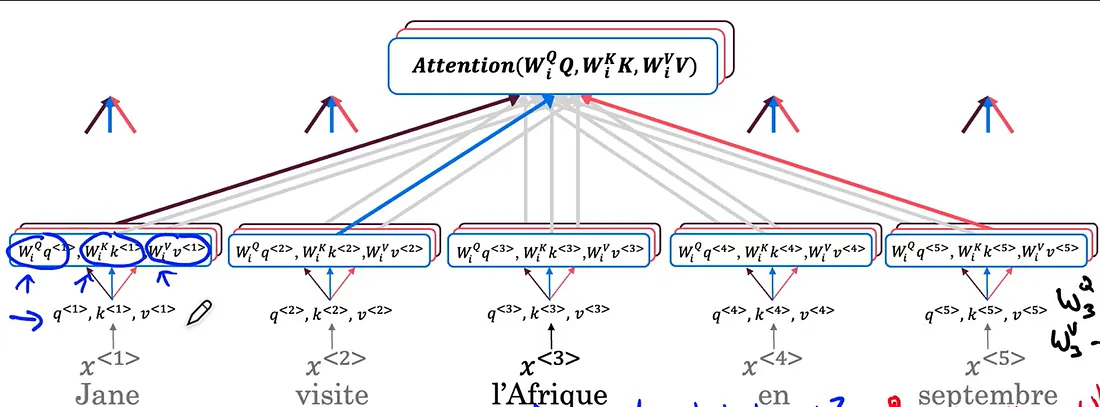 Attention(W_i^Q Q, W_i^K K, W_i^V V)
W_i^Q q^<1>, W_i^K k^<1>, W_i^V v^<1> W_i^Q q^<2>, W_i^K k^<2>, W_i^V v^<2> W_i^Q q^<3>, W_i^K k^<3>, W_i^V v^<3> W_i^Q q^<4>, W_i^K k^<4>, W_i^V v^<4> W_i^Q q^<5>, W_i^K k^<5>, W_i^V v^<5>
q^<1>, k^<1>, v^<1> q^<2>, k^<2>, v^<2> q^<3>, k^<3>, v^<3> q^<4>, k^<4>, v^<4> q^<5>, k^<5>, v^<5> W_3^Q
W_3^V
x^<1> x^<2> x^<3> x^<4> x^<5>
Jane visite l'Afrique en septembre